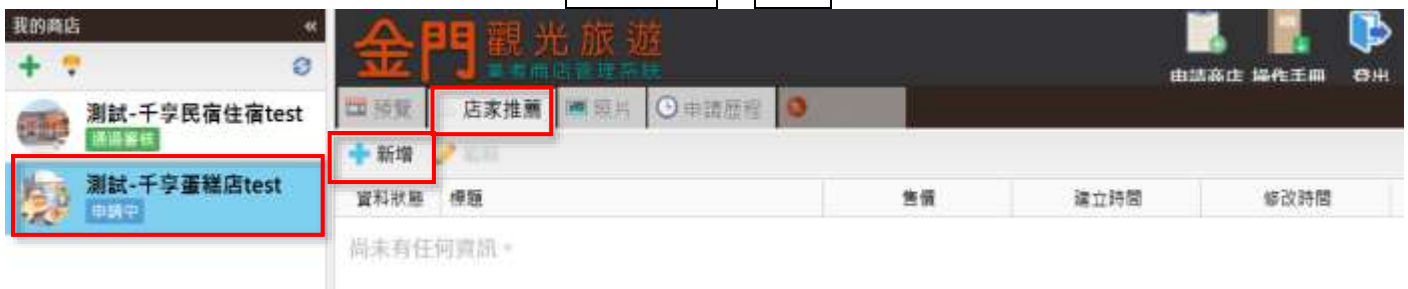 我的商店
測試-千享民宿住宿test
通過審核
測試-千享蛋糕店test
申請中
金門觀光旅遊
業者商店管理系統
申請商店 操作手冊 登出
預覽 店家推薦 照片 申請歷程
新增
資料狀態 標題 售價 建立時間 修改時間
尚未有任何資訊。